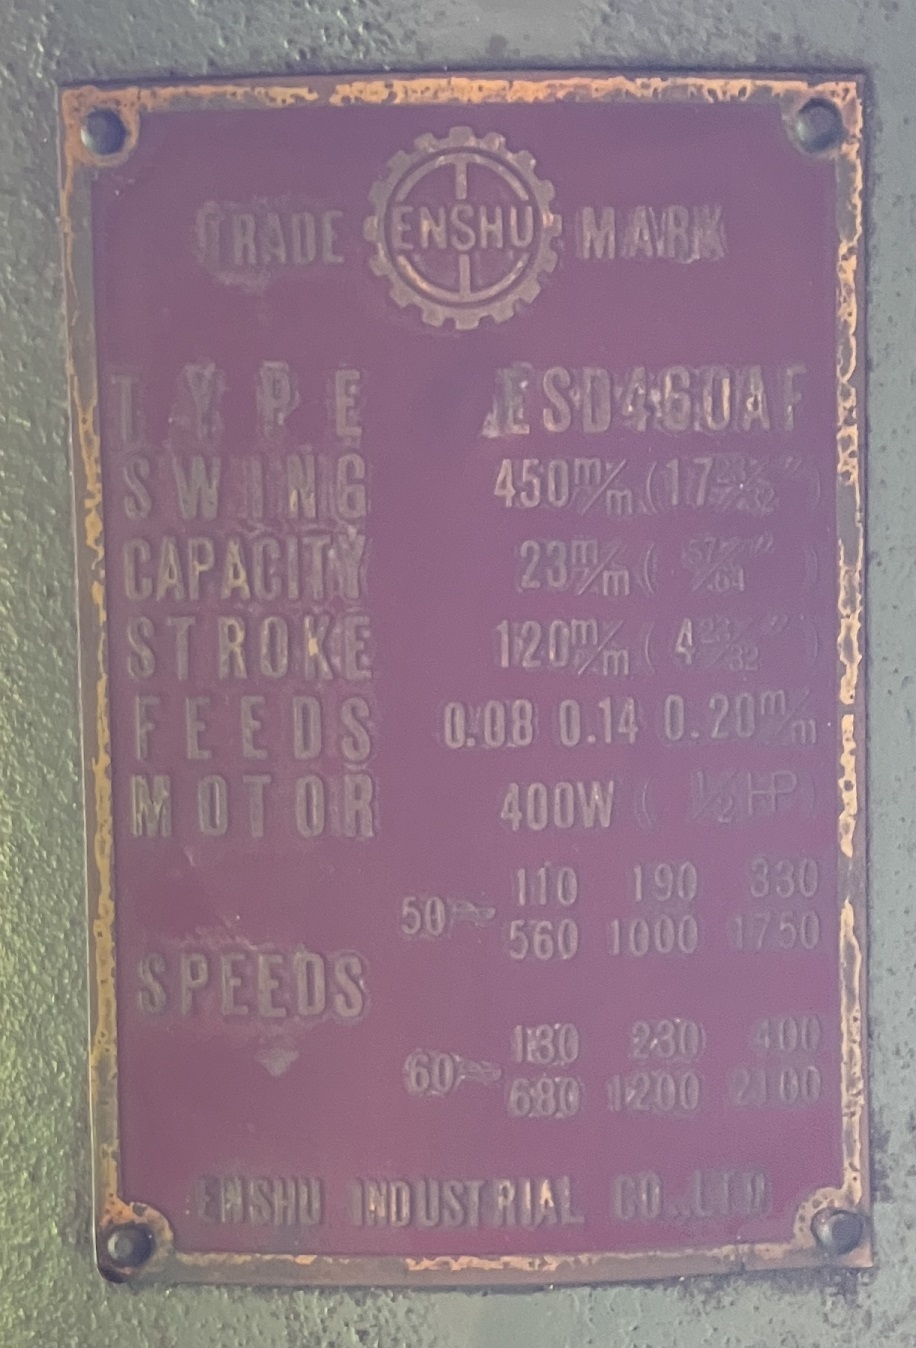 TRADE ENSHU MARK
TYPE ESD460AF
SWING 450m/m (17 23/32")
CAPACITY 23m/m ( 57/64" )
STROKE 120m/m ( 4 23/32" )
FEEDS 0.08 0.14 0.20m/m
MOTOR 400W ( 1/2 HP)
50~ 110 190 330
560 1000 1750
SPEEDS
60~ 130 230 400
680 1200 2100
ENSHU INDUSTRIAL CO.,LTD.